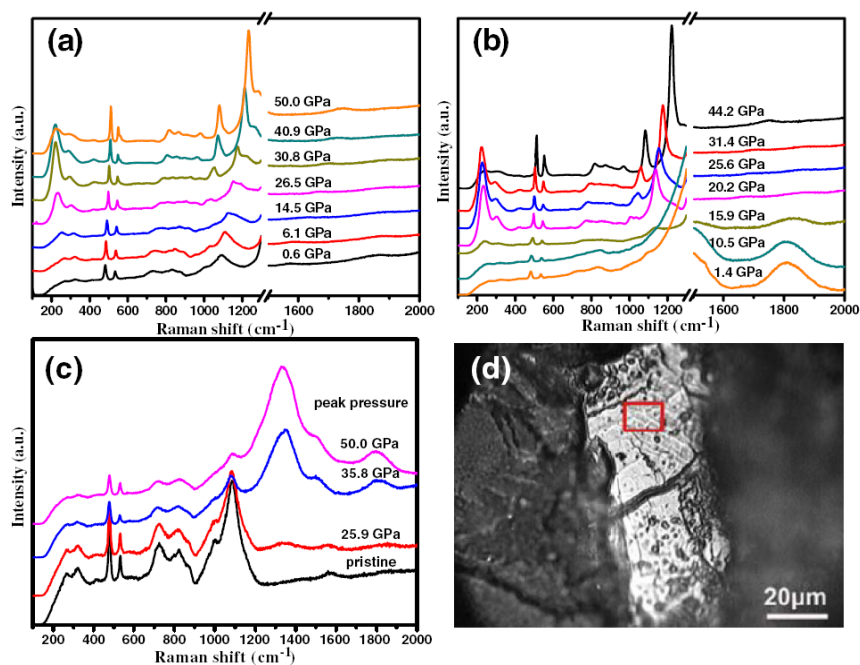 (a)
50.0 GPa
40.9 GPa
30.8 GPa
26.5 GPa
14.5 GPa
6.1 GPa
0.6 GPa
Intensity (a.u.)
200 400 600 800 1000 1200 1600 1800 2000
Raman shift (cm-1)
(b)
44.2 GPa
31.4 GPa
25.6 GPa
20.2 GPa
15.9 GPa
10.5 GPa
1.4 GPa
Intensity (a.u.)
200 400 600 800 1000 1200 1600 1800 2000
Raman shift (cm-1)
(c)
peak pressure
50.0 GPa
35.8 GPa
25.9 GPa
pristine
Intensity (a.u.)
200 400 600 800 1000 1200 1400 1600 1800 2000
Raman shift (cm-1)
(d)
20μm